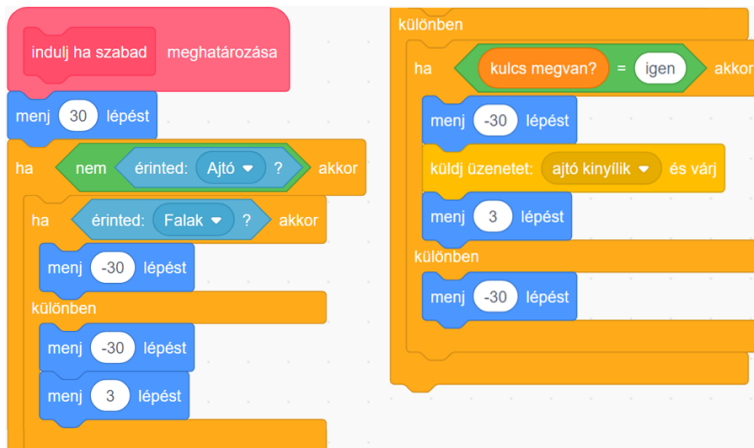 indulj ha szabad meghatározása
menj 30 lépést
ha nem érinted: Ajtó ? akkor
ha érinted: Falak ? akkor
menj -30 lépést
különben
menj -30 lépést
menj 3 lépést
különben
ha kulcs megvan? = igen akkor
menj -30 lépést
küldj üzenetet: ajtó kinyílik és várj
menj 3 lépést
különben
menj -30 lépést